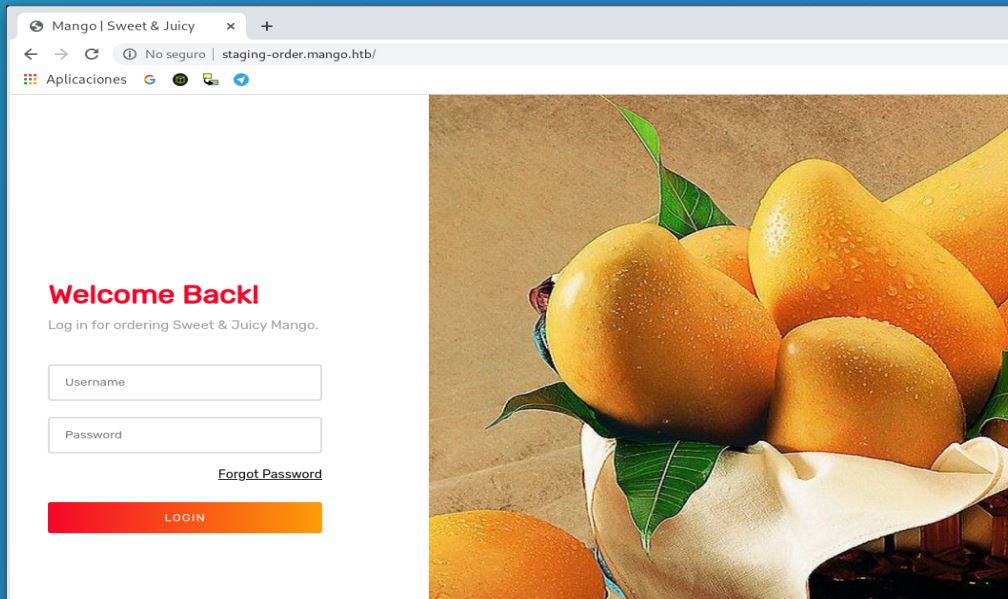 Mango | Sweet & Juicy
No seguro | staging-order.mango.htb/
Aplicaciones
Welcome Back!
Log in for ordering Sweet & Juicy Mango.
Username
Password
Forgot Password
LOGIN